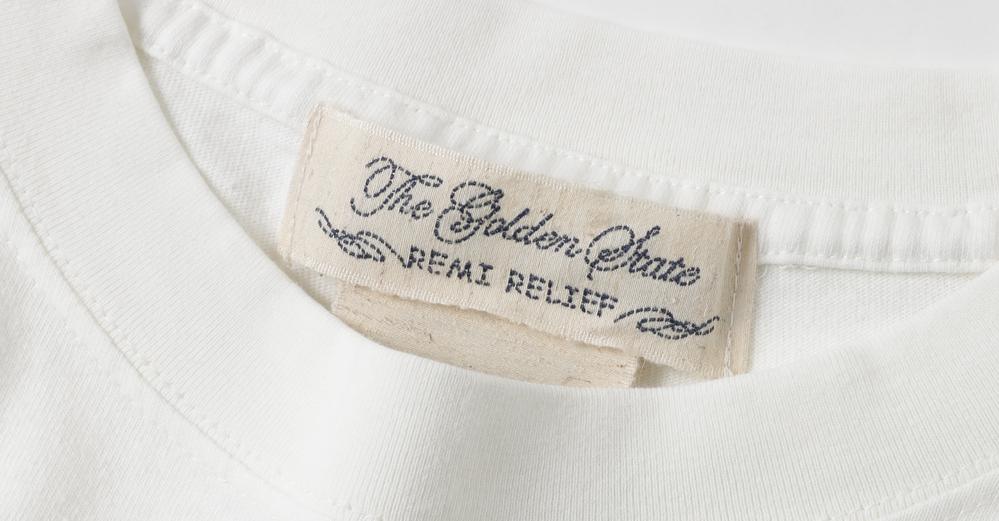 The Golden State
REMI RELIEF